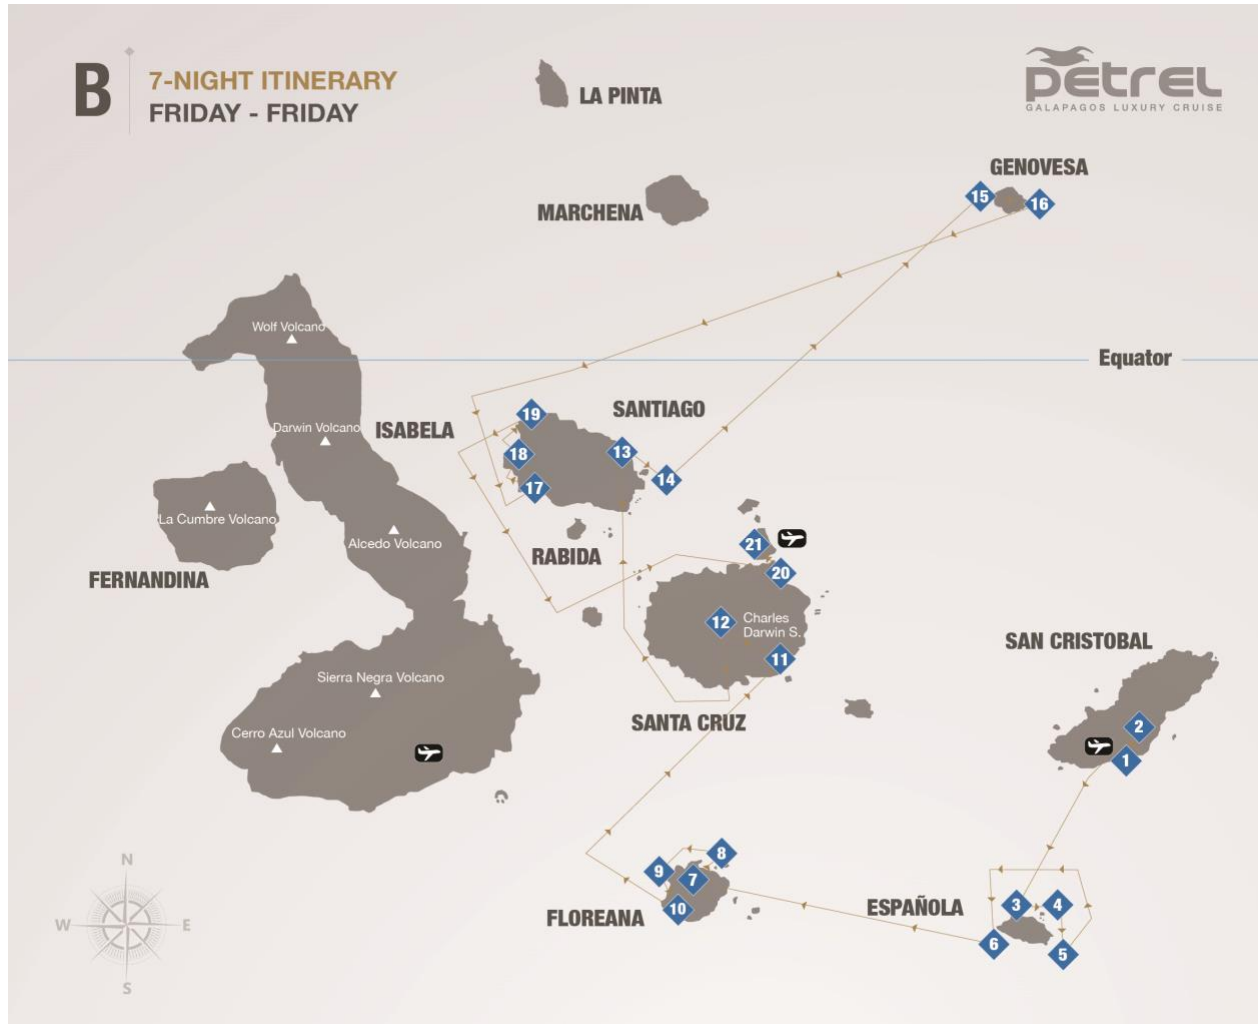 B
7-NIGHT ITINERARY
FRIDAY - FRIDAY
petrel
GALAPAGOS LUXURY CRUISE
LA PINTA
GENOVESA
15
16
MARCHENA
Wolf Volcano
Equator
SANTIAGO
19
ISABELA
Darwin Volcano
18
13
17
14
La Cumbre Volcano
Alcedo Volcano
RABIDA
21
20
FERNANDINA
12
Charles
Darwin S.
11
SAN CRISTOBAL
Sierra Negra Volcano
SANTA CRUZ
2
Cerro Azul Volcano
1
N
W
E
S
8
9
7
10
FLOREANA
ESPAÑOLA
3
4
6
5